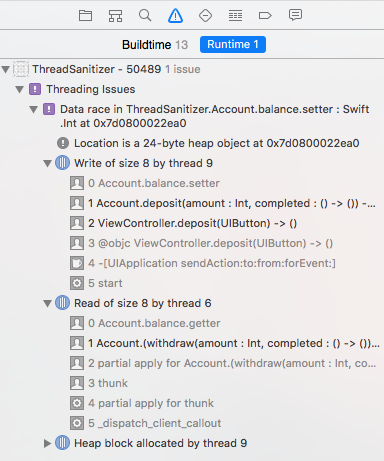 Buildtime 13 Runtime 1
ThreadSanitizer - 50489 1 issue
Threading Issues
Data race in ThreadSanitizer.Account.balance.setter : Swift
.Int at 0x7d0800022ea0
Location is a 24-byte heap object at 0x7d0800022ea0
Write of size 8 by thread 9
0 Account.balance.setter
1 Account.deposit(amount : Int, completed : () -> ()) -...
2 ViewController.deposit(UIButton) -> ()
3 @objc ViewController.deposit(UIButton) -> ()
4 -[UIApplication sendAction:to:from:forEvent:]
5 start
Read of size 8 by thread 6
0 Account.balance.getter
1 Account.(withdraw(amount : Int, completed : () -> ())...
2 partial apply for Account.(withdraw(amount : Int, co...
3 thunk
4 partial apply for thunk
5 _dispatch_client_callout
Heap block allocated by thread 9